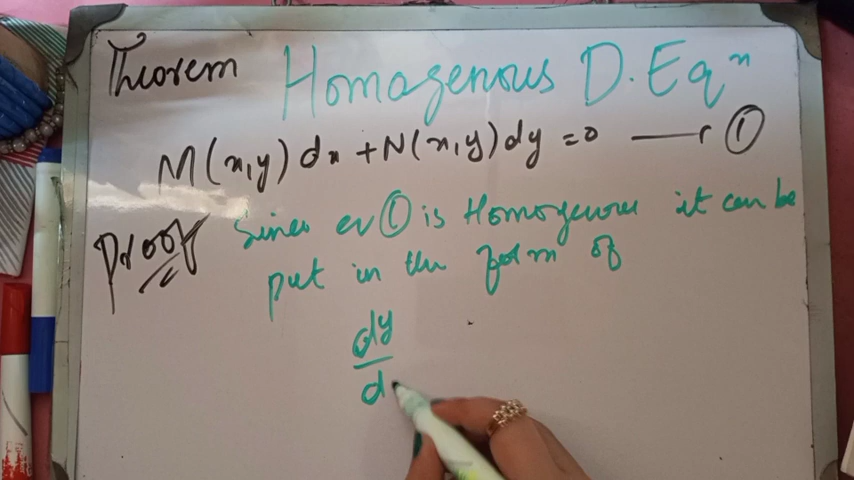 Theorem Homogenous D. Eqⁿ
M(x,y) dx + N(x,y) dy = 0 ①
Proof Since ev ① is Homogenous it can be
put in the form of
dy
d